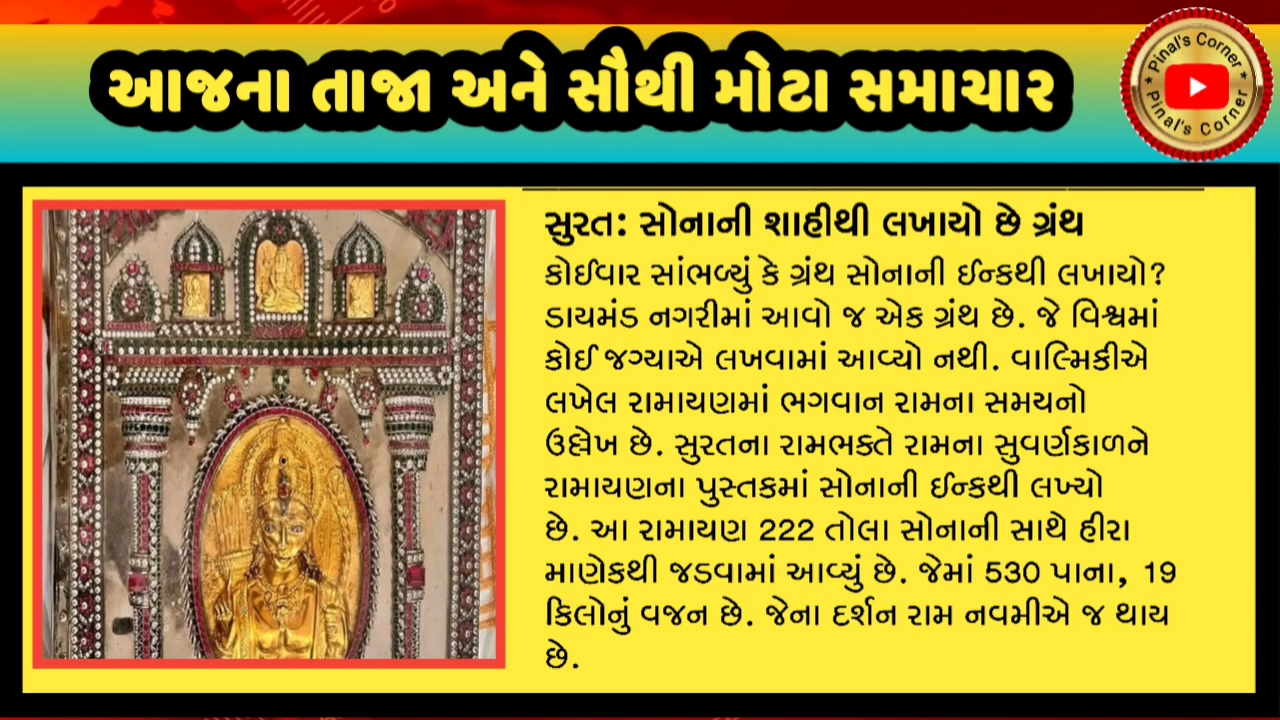 આજના તાજા અને સૌથી મોટા સમાચાર
Pinal's Corner
Pinal's Corner
સુરત: સોનાની શાહીથી લખાયો છે ગ્રંથ
કોઈવાર સાંભળ્યું કે ગ્રંથ સોનાની ઈન્કથી લખાયો?
ડાયમંડ નગરીમાં આવો જ એક ગ્રંથ છે. જે વિશ્વમાં
કોઈ જગ્યાએ લખવામાં આવ્યો નથી. વાલ્મિકીએ
લખેલ રામાયણમાં ભગવાન રામના સમયનો
ઉલ્લેખ છે. સુરતના રામભક્તે રામના સુવર્ણકાળને
રામાયણના પુસ્તકમાં સોનાની ઈન્કથી લખ્યો
છે. આ રામાયણ 222 તોલા સોનાની સાથે હીરા
માણેકથી જડવામાં આવ્યું છે. જેમાં 530 પાના, 19
કિલોનું વજન છે. જેના દર્શન રામ નવમીએ જ થાય
છે.